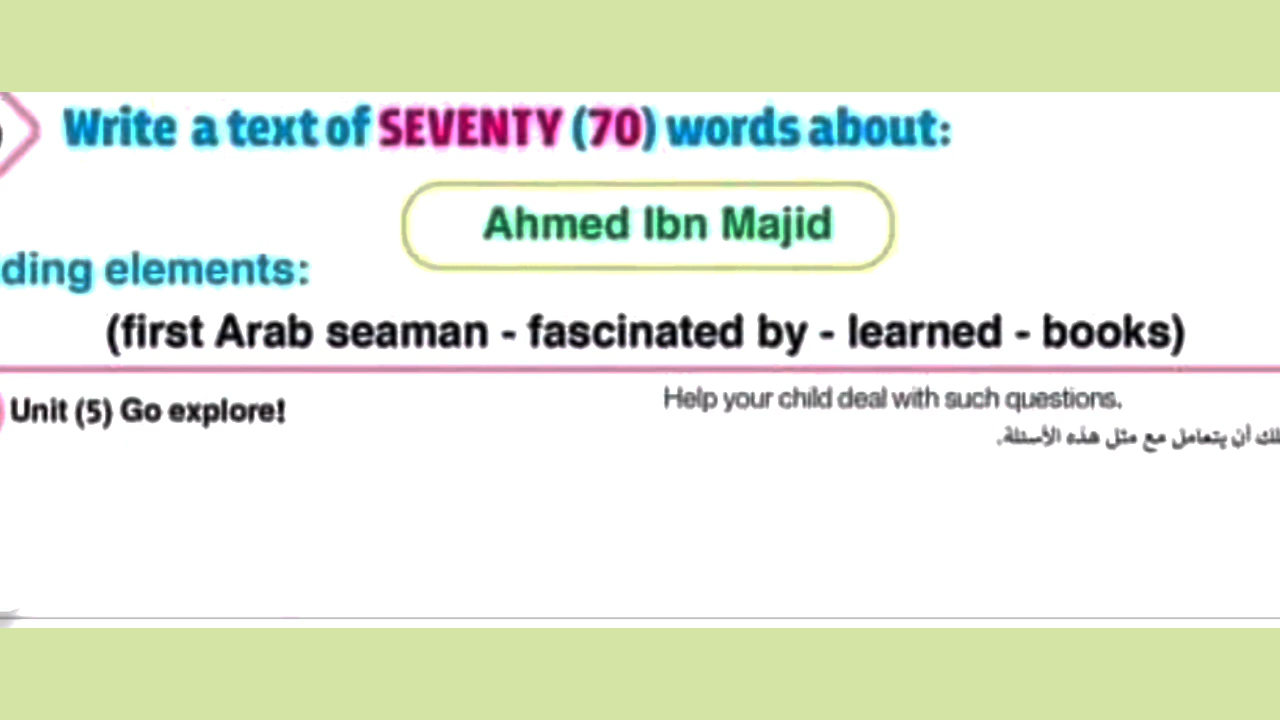 Write a text of SEVENTY (70) words about:
Ahmed Ibn Majid
ding elements:
(first Arab seaman - fascinated by - learned - books)
Unit (5) Go explore!
Help your child deal with such questions.
أن يتعامل مع مثل هذه الأسئلة.